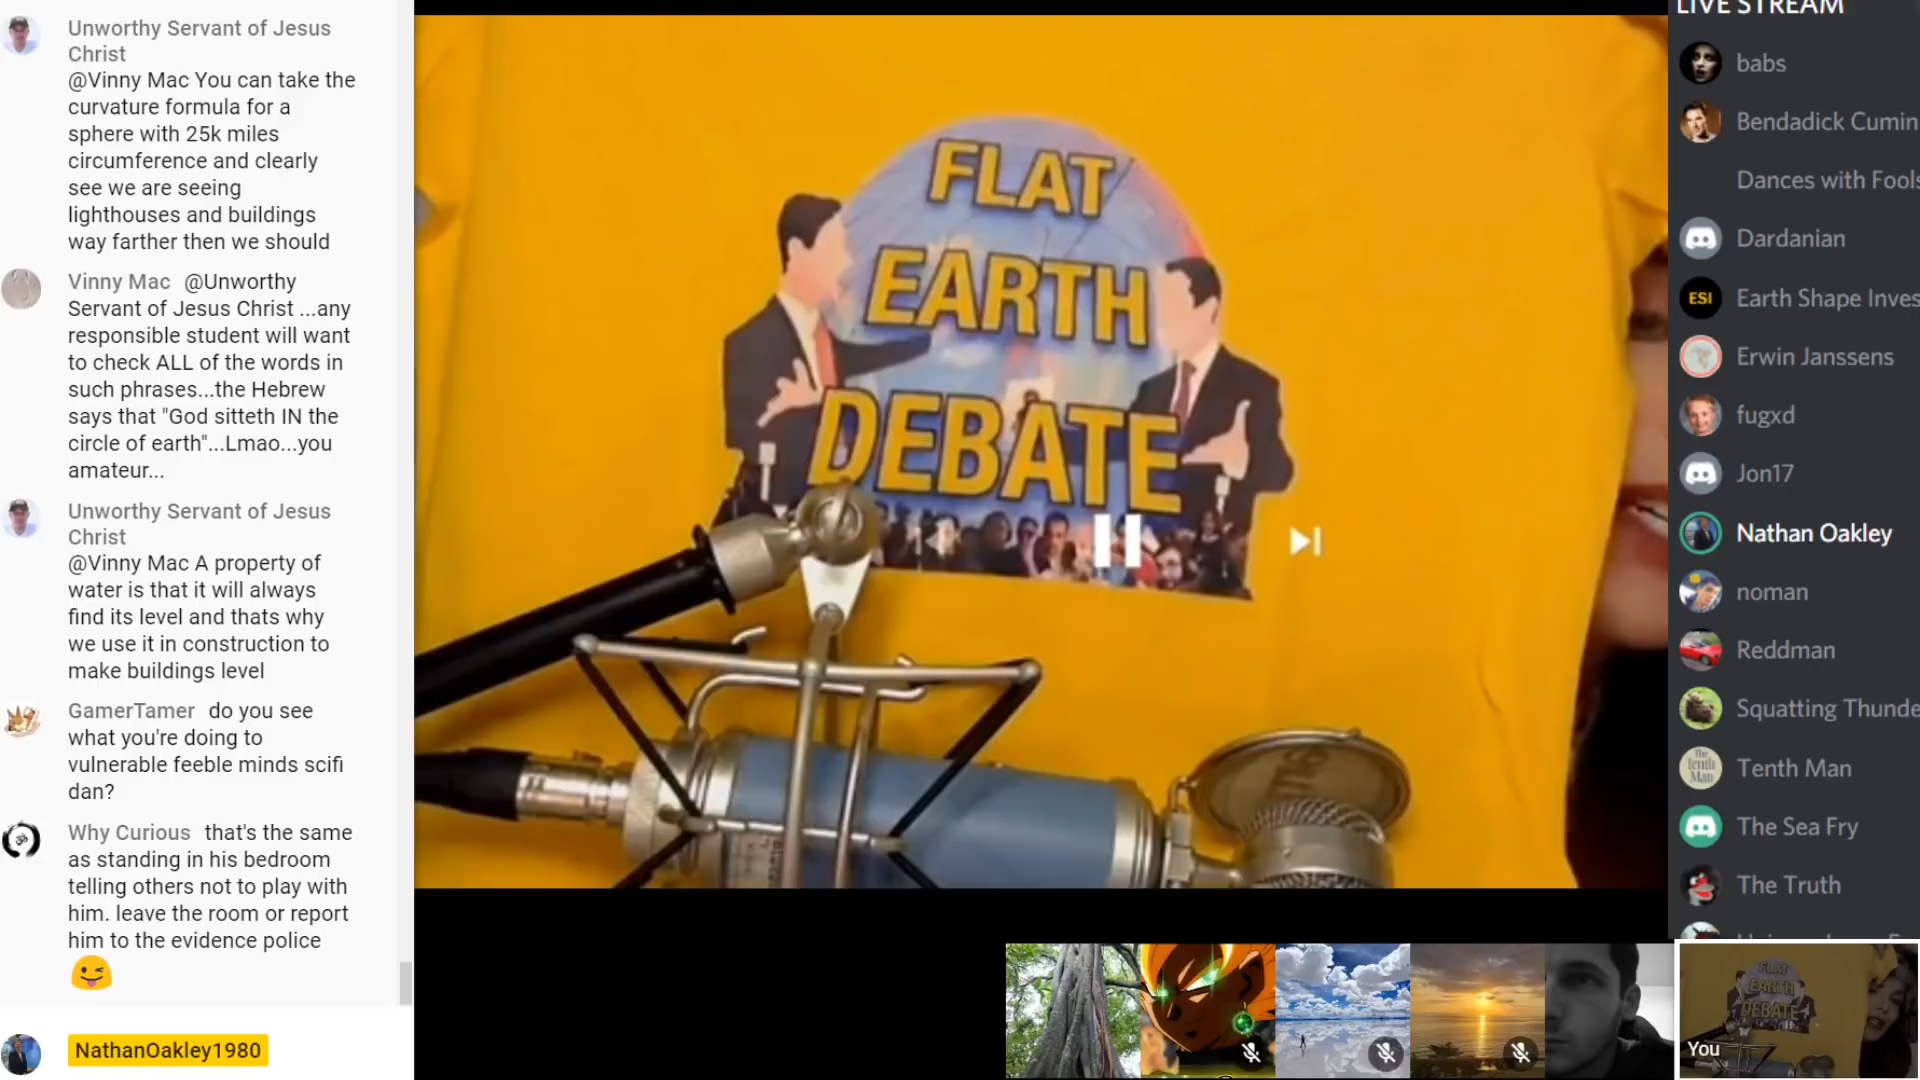 Unworthy Servant of Jesus
Christ
@Vinny Mac You can take the
curvature formula for a
sphere with 25k miles
circumference and clearly
see we are seeing
lighthouses and buildings
way farther then we should
Vinny Mac @Unworthy
Servant of Jesus Christ ...any
responsible student will want
to check ALL of the words in
such phrases...the Hebrew
says that "God sitteth IN the
circle of earth"...Lmao...you
amateur...
Unworthy Servant of Jesus
Christ
@Vinny Mac A property of
water is that it will always
find its level and thats why
we use it in construction to
make buildings level
GamerTamer do you see
what you're doing to
vulnerable feeble minds scifi
dan?
Why Curious that's the same
as standing in his bedroom
telling others not to play with
him. leave the room or report
him to the evidence police
NathanOakley1980
FLAT
EARTH
DEBATE
LIVE STREAM
babs
Bendadick Cumin
Dances with Fools
Dardanian
ESI
Earth Shape Inves
Erwin Janssens
fugxd
Jon17
Nathan Oakley
noman
Reddman
Squatting Thunde
The
Tenth
Man
Tenth Man
The Sea Fry
The Truth
FLAT
EARTH
DEBATE
You